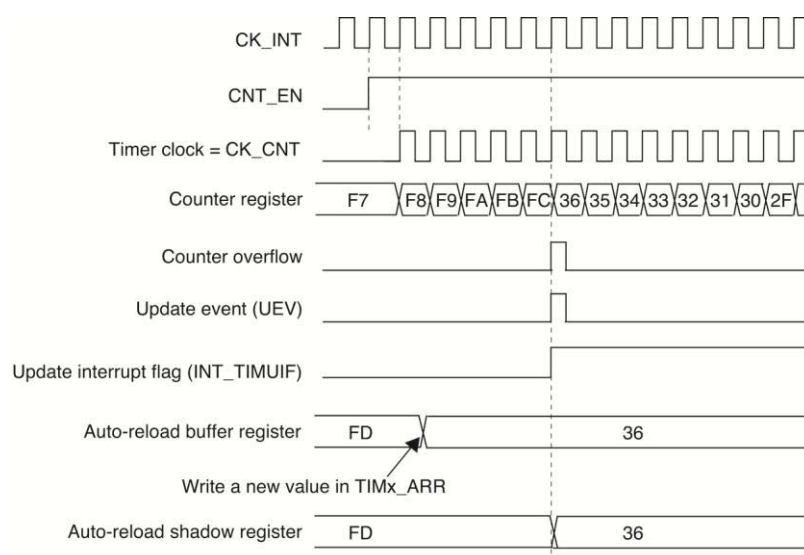 CK_INT
CNT_EN
Timer clock = CK_CNT
Counter register F7 F8 F9 FA FB FC 36 35 34 33 32 31 30 2F
Counter overflow
Update event (UEV)
Update interrupt flag (INT_TIMUIF)
Auto-reload buffer register FD 36
Write a new value in TIMx_ARR
Auto-reload shadow register FD 36